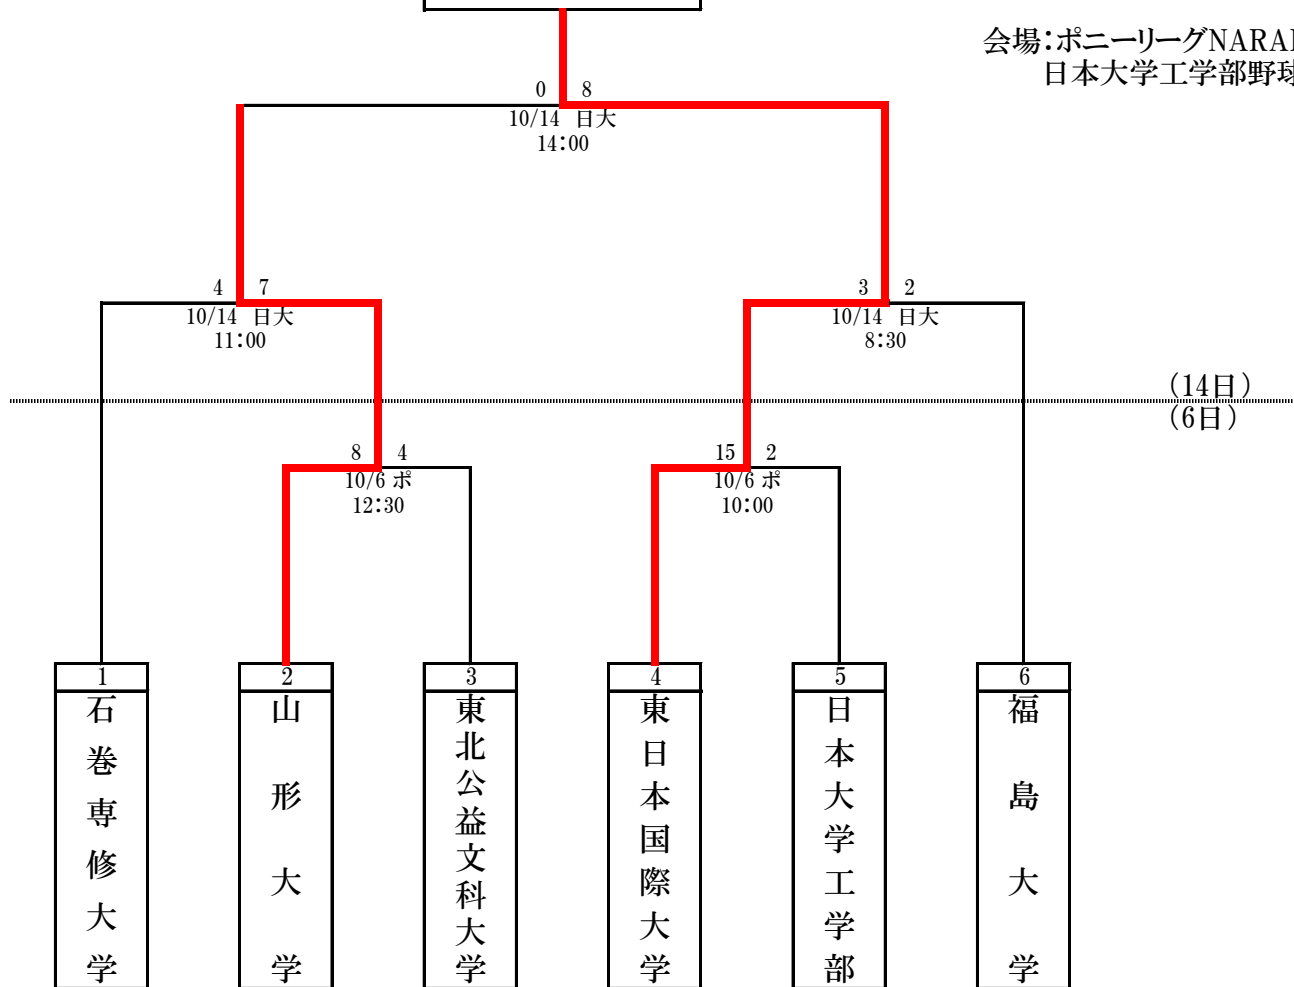 会場：ポニーリーグNARA
日本大学工学部野球
0 8
10/14 日大
14：00
4 7
10/14 日大
11：00
3 2
10/14 日大
8：30
（14日）
（6日）
8 4
10/6 ポ
12：30
15 2
10/6 ポ
10：00
1
石巻専修大学
2
山形大学
3
東北公益文科大学
4
東日本国際大学
5
日本大学工学部
6
福島大学